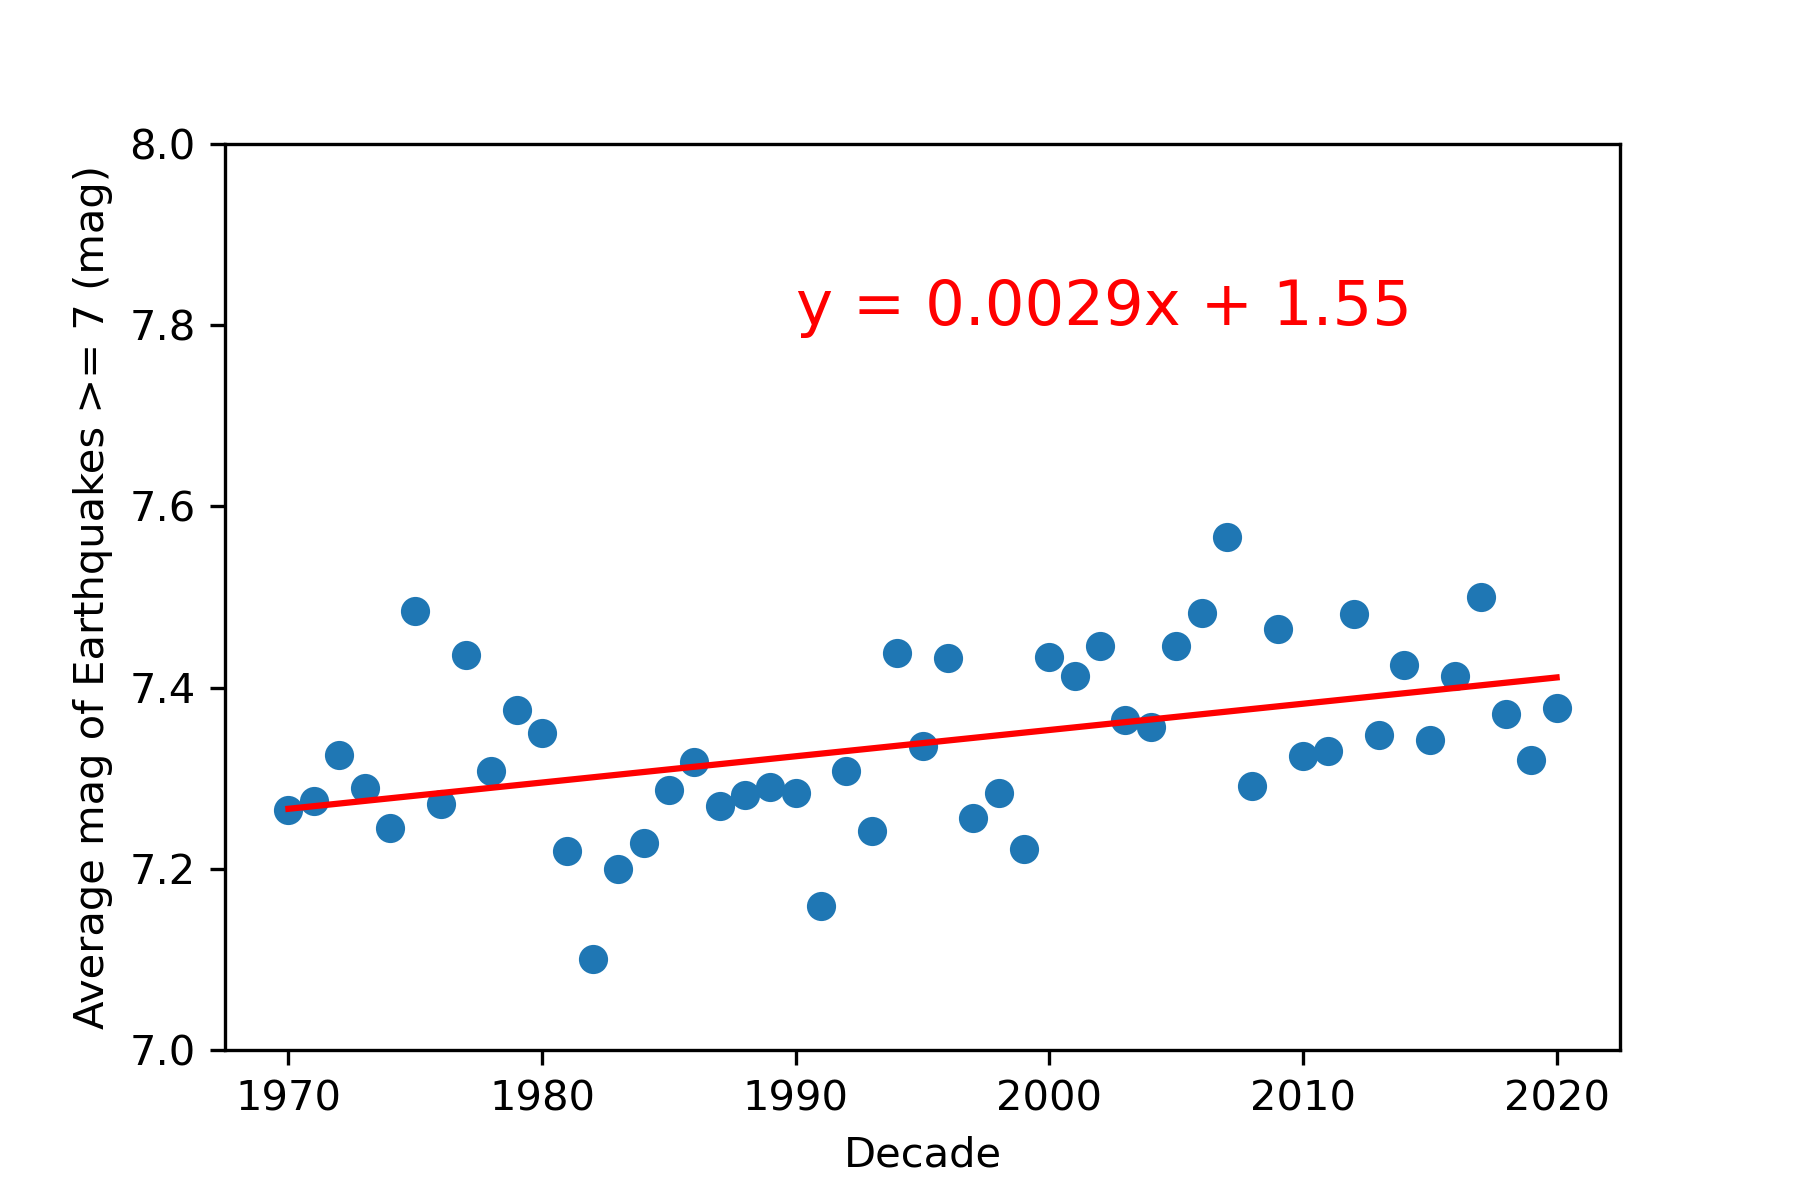 8.0
7.8
7.6
7.4
7.2
7.0
Average mag of Earthquakes >= 7 (mag)
y = 0.0029x + 1.55
1970 1980 1990 2000 2010 2020
Decade